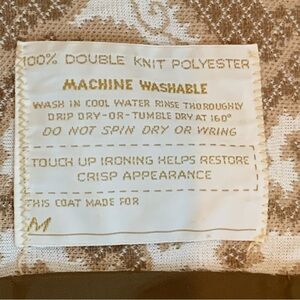 100% DOUBLE KNIT POLYESTER
MACHINE WASHABLE
WASH IN COOL WATER RINSE THOROUGHLY
DRIP DRY-OR-TUMBLE DRY AT 160°
DO NOT SPIN DRY OR WRING
TOUCH UP IRONING HELPS RESTORE
CRISP APPEARANCE
THIS COAT MADE FOR
M